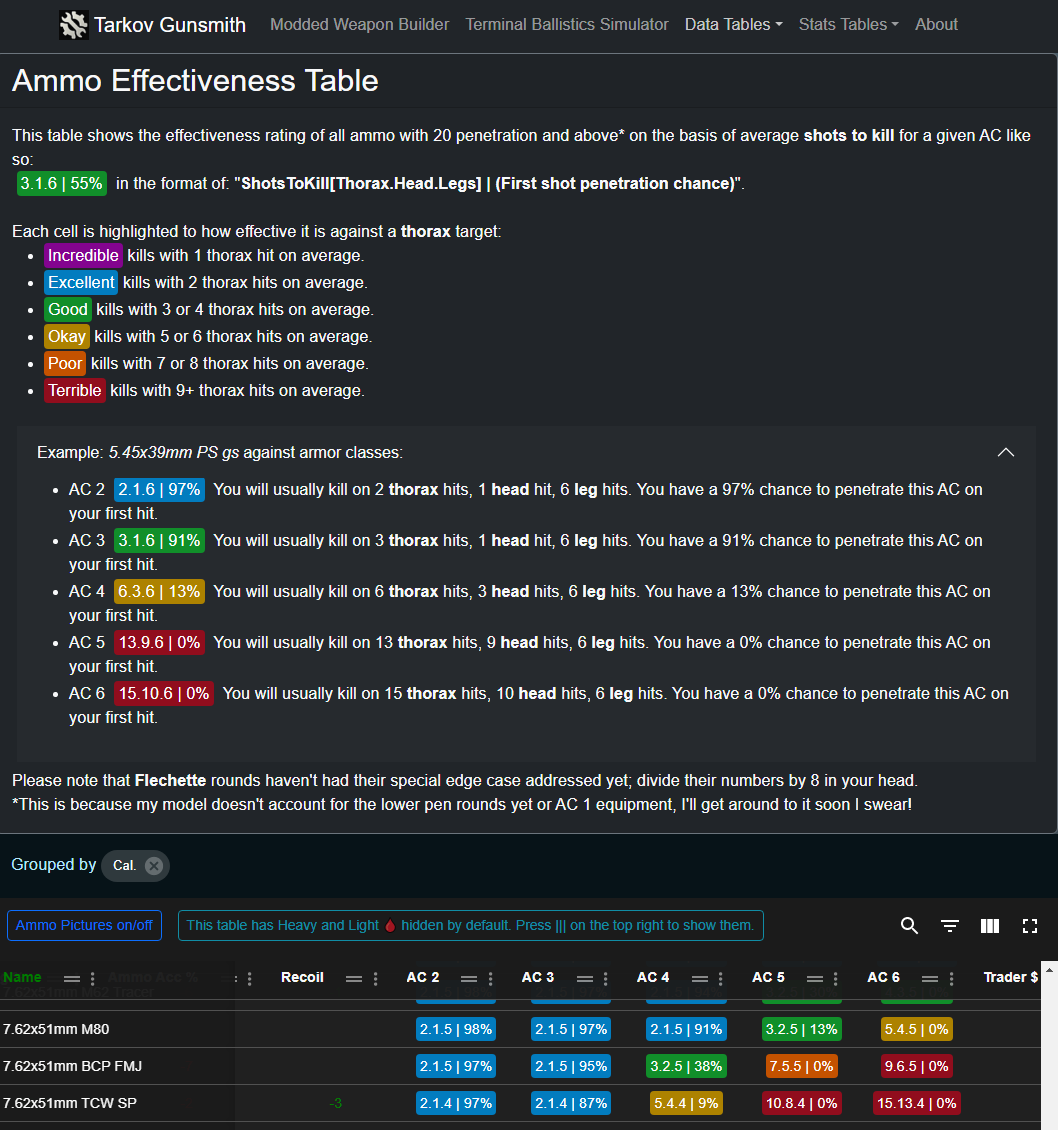 Tarkov Gunsmith Modded Weapon Builder Terminal Ballistics Simulator Data Tables Stats Tables About
Ammo Effectiveness Table
This table shows the effectiveness rating of all ammo with 20 penetration and above* on the basis of average shots to kill for a given AC like
so:
3.1.6 | 55% in the format of: "ShotsToKill[Thorax.Head.Legs] | (First shot penetration chance)".
Each cell is highlighted to how effective it is against a thorax target:
• Incredible kills with 1 thorax hit on average.
• Excellent kills with 2 thorax hits on average.
• Good kills with 3 or 4 thorax hits on average.
• Okay kills with 5 or 6 thorax hits on average.
• Poor kills with 7 or 8 thorax hits on average.
• Terrible kills with 9+ thorax hits on average.
Example: 5.45x39mm PS gs against armor classes:
• AC 2 2.1.6 | 97% You will usually kill on 2 thorax hits, 1 head hit, 6 leg hits. You have a 97% chance to penetrate this AC on
your first hit.
• AC 3 3.1.6 | 91% You will usually kill on 3 thorax hits, 1 head hit, 6 leg hits. You have a 91% chance to penetrate this AC on
your first hit.
• AC 4 6.3.6 | 13% You will usually kill on 6 thorax hits, 3 head hits, 6 leg hits. You have a 13% chance to penetrate this AC on
your first hit.
• AC 5 13.9.6 | 0% You will usually kill on 13 thorax hits, 9 head hits, 6 leg hits. You have a 0% chance to penetrate this AC on
your first hit.
• AC 6 15.10.6 | 0% You will usually kill on 15 thorax hits, 10 head hits, 6 leg hits. You have a 0% chance to penetrate this AC on
your first hit.
Please note that Flechette rounds haven't had their special edge case addressed yet; divide their numbers by 8 in your head.
*This is because my model doesn't account for the lower pen rounds yet or AC 1 equipment, I'll get around to it soon I swear!
Grouped by Cal.
Ammo Pictures on/off This table has Heavy and Light 🩸 hidden by default. Press ||| on the top right to show them.
Name Ammo Acc % Recoil AC 2 AC 3 AC 4 AC 5 AC 6 Trader $
7.62x51mm M62 Tracer
7.62x51mm M80 2.1.5 | 98% 2.1.5 | 97% 2.1.5 | 91% 3.2.5 | 13% 5.4.5 | 0%
7.62x51mm BCP FMJ 2.1.5 | 97% 2.1.5 | 95% 3.2.5 | 38% 7.5.5 | 0% 9.6.5 | 0%
7.62x51mm TCW SP -3 2.1.4 | 97% 2.1.4 | 87% 5.4.4 | 9% 10.8.4 | 0% 15.13.4 | 0%